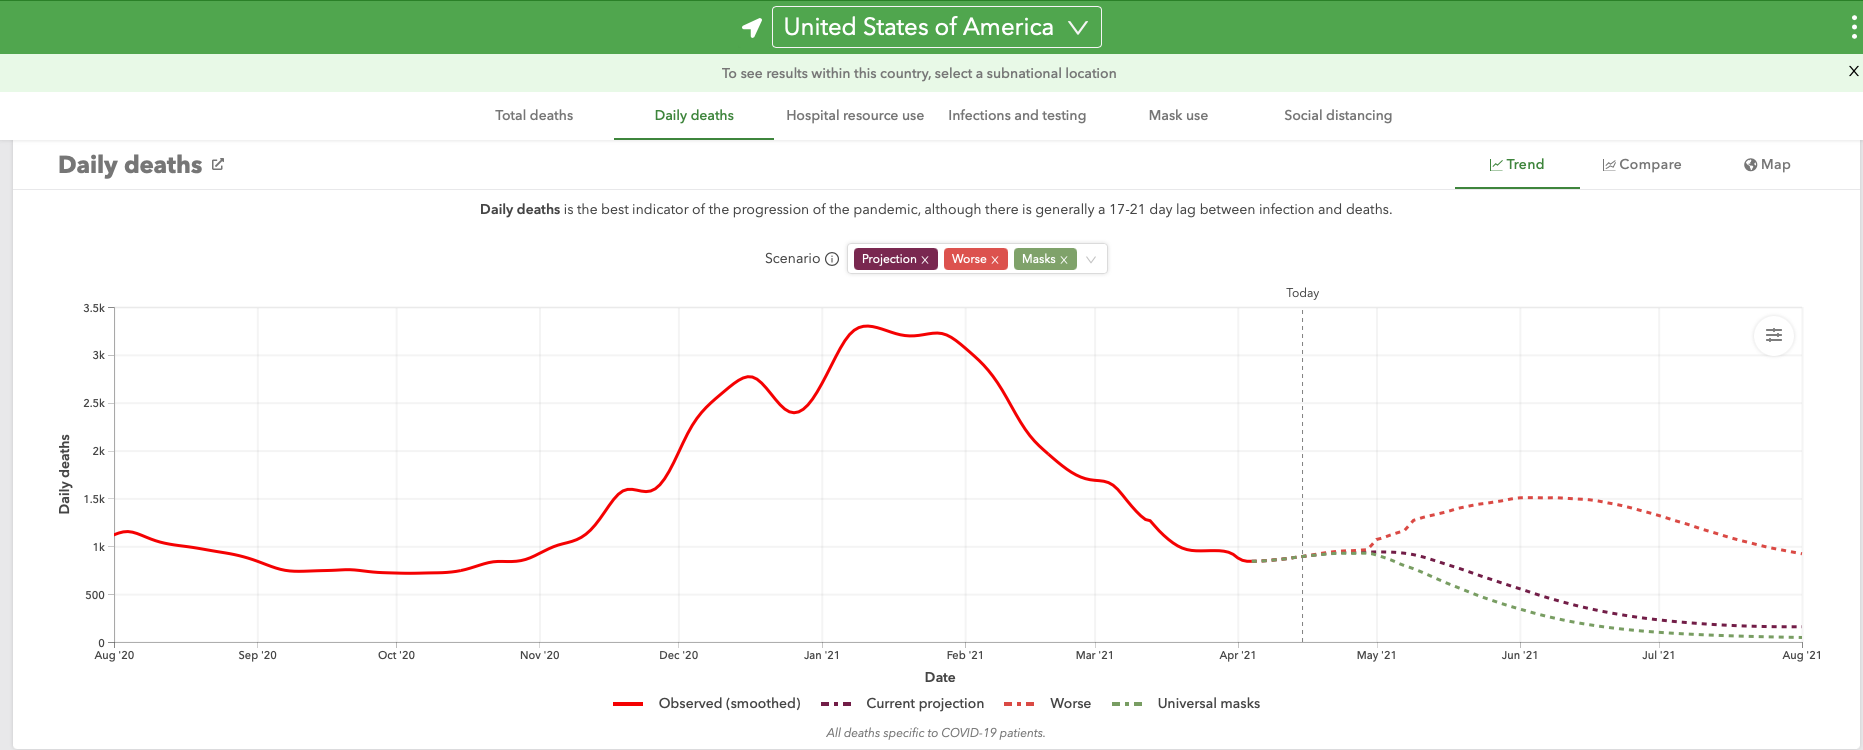 United States of America
To see results within this country, select a subnational location
X
Total deaths Daily deaths Hospital resource use Infections and testing Mask use Social distancing
Daily deaths
Trend Compare Map
Daily deaths is the best indicator of the progression of the pandemic, although there is generally a 17-21 day lag between infection and deaths.
Scenario Projection x Worse x Masks x
Today
3.5k
3k
2.5k
2k
1.5k
1k
500
0
Daily deaths
Aug '20 Sep '20 Oct '20 Nov '20 Dec '20 Jan '21 Feb '21 Mar '21 Apr '21 May '21 Jun '21 Jul '21 Aug '21
Date
Observed (smoothed) Current projection Worse Universal masks
All deaths specific to COVID-19 patients.